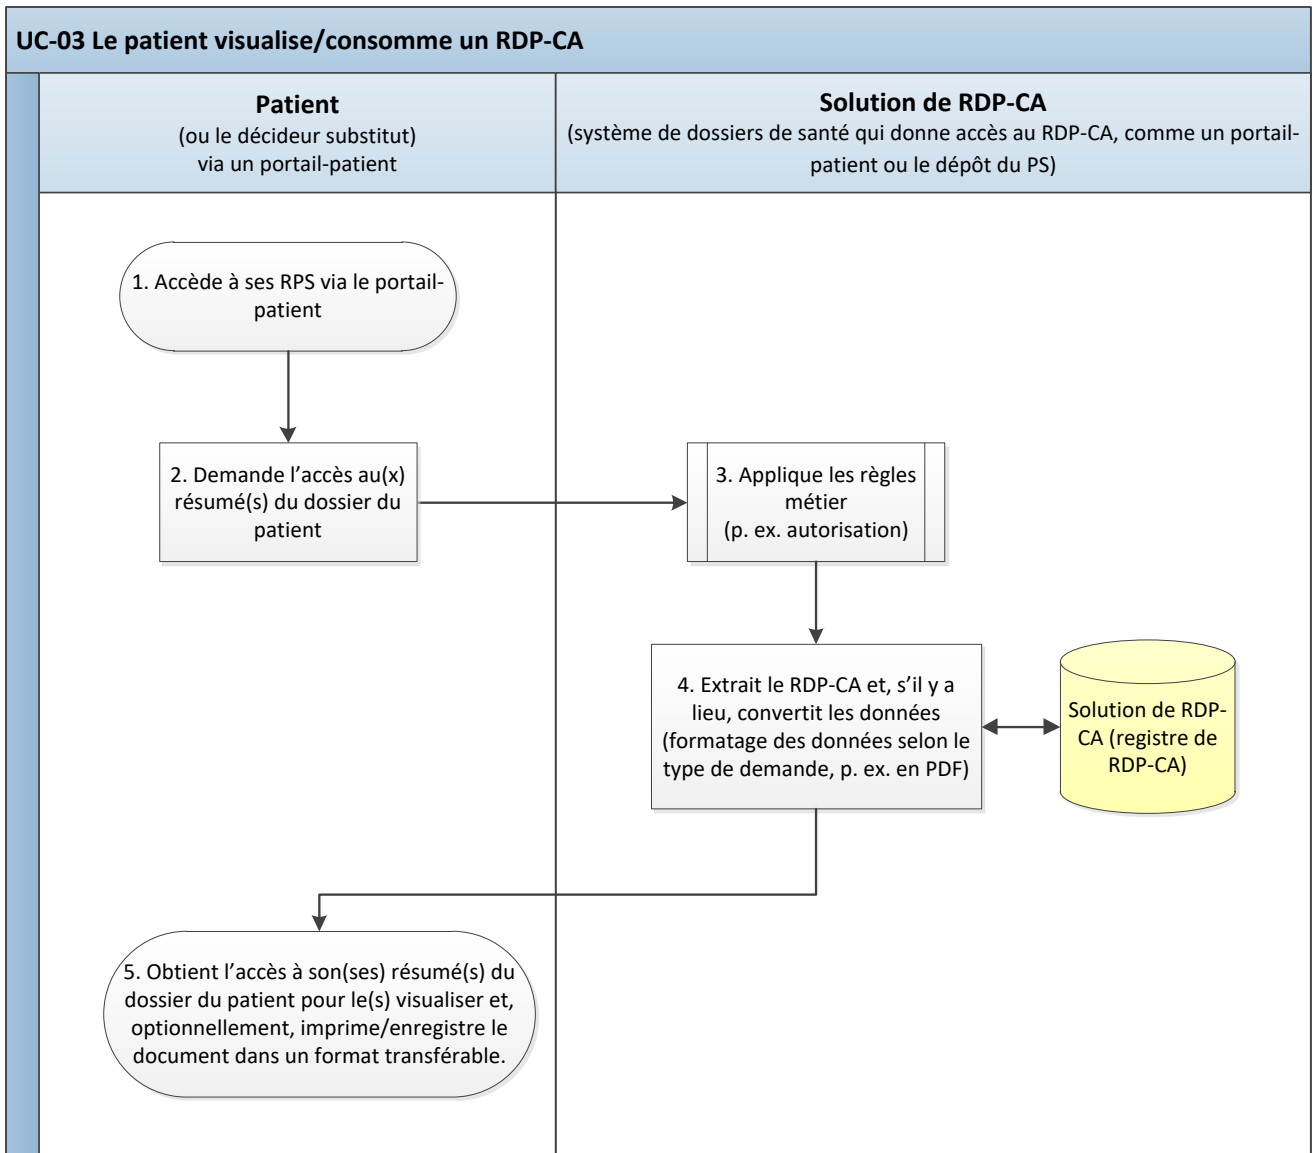 UC-03 Le patient visualise/consomme un RDP-CA
Patient
(ou le décideur substitut)
via un portail-patient
Solution de RDP-CA
(système de dossiers de santé qui donne accès au RDP-CA, comme un portail-
patient ou le dépôt du PS)
1. Accède à ses RPS via le portail-
patient
2. Demande l’accès au(x)
résumé(s) du dossier du
patient
3. Applique les règles
métier
(p. ex. autorisation)
4. Extrait le RDP-CA et, s’il y a
lieu, convertit les données
(formatage des données selon le
type de demande, p. ex. en PDF)
Solution de RDP-
CA (registre de
RDP-CA)
5. Obtient l’accès à son(ses) résumé(s) du
dossier du patient pour le(s) visualiser et,
optionnellement, imprime/enregistre le
document dans un format transférable.